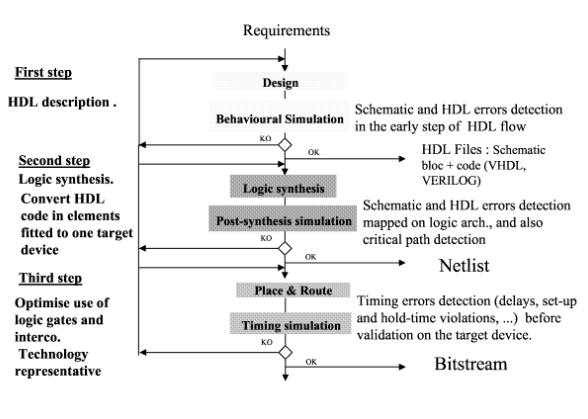 Requirements
First step
HDL description .
Design
Behavioural Simulation
Schematic and HDL errors detection
in the early step of HDL flow
KO
OK
HDL Files : Schematic
bloc + code (VHDL,
VERILOG)
Second step
Logic synthesis.
Convert HDL
code in elements
fitted to one target
device
Logic synthesis
Post-synthesis simulation
Schematic and HDL errors detection
mapped on logic arch., and also
critical path detection
KO
OK
Netlist
Third step
Optimise use of
logic gates and
interco.
Technology
representative
Place & Route
Timing simulation
Timing errors detection (delays, set-up
and hold-time violations, ...) before
validation on the target device.
KO
OK
Bitstream